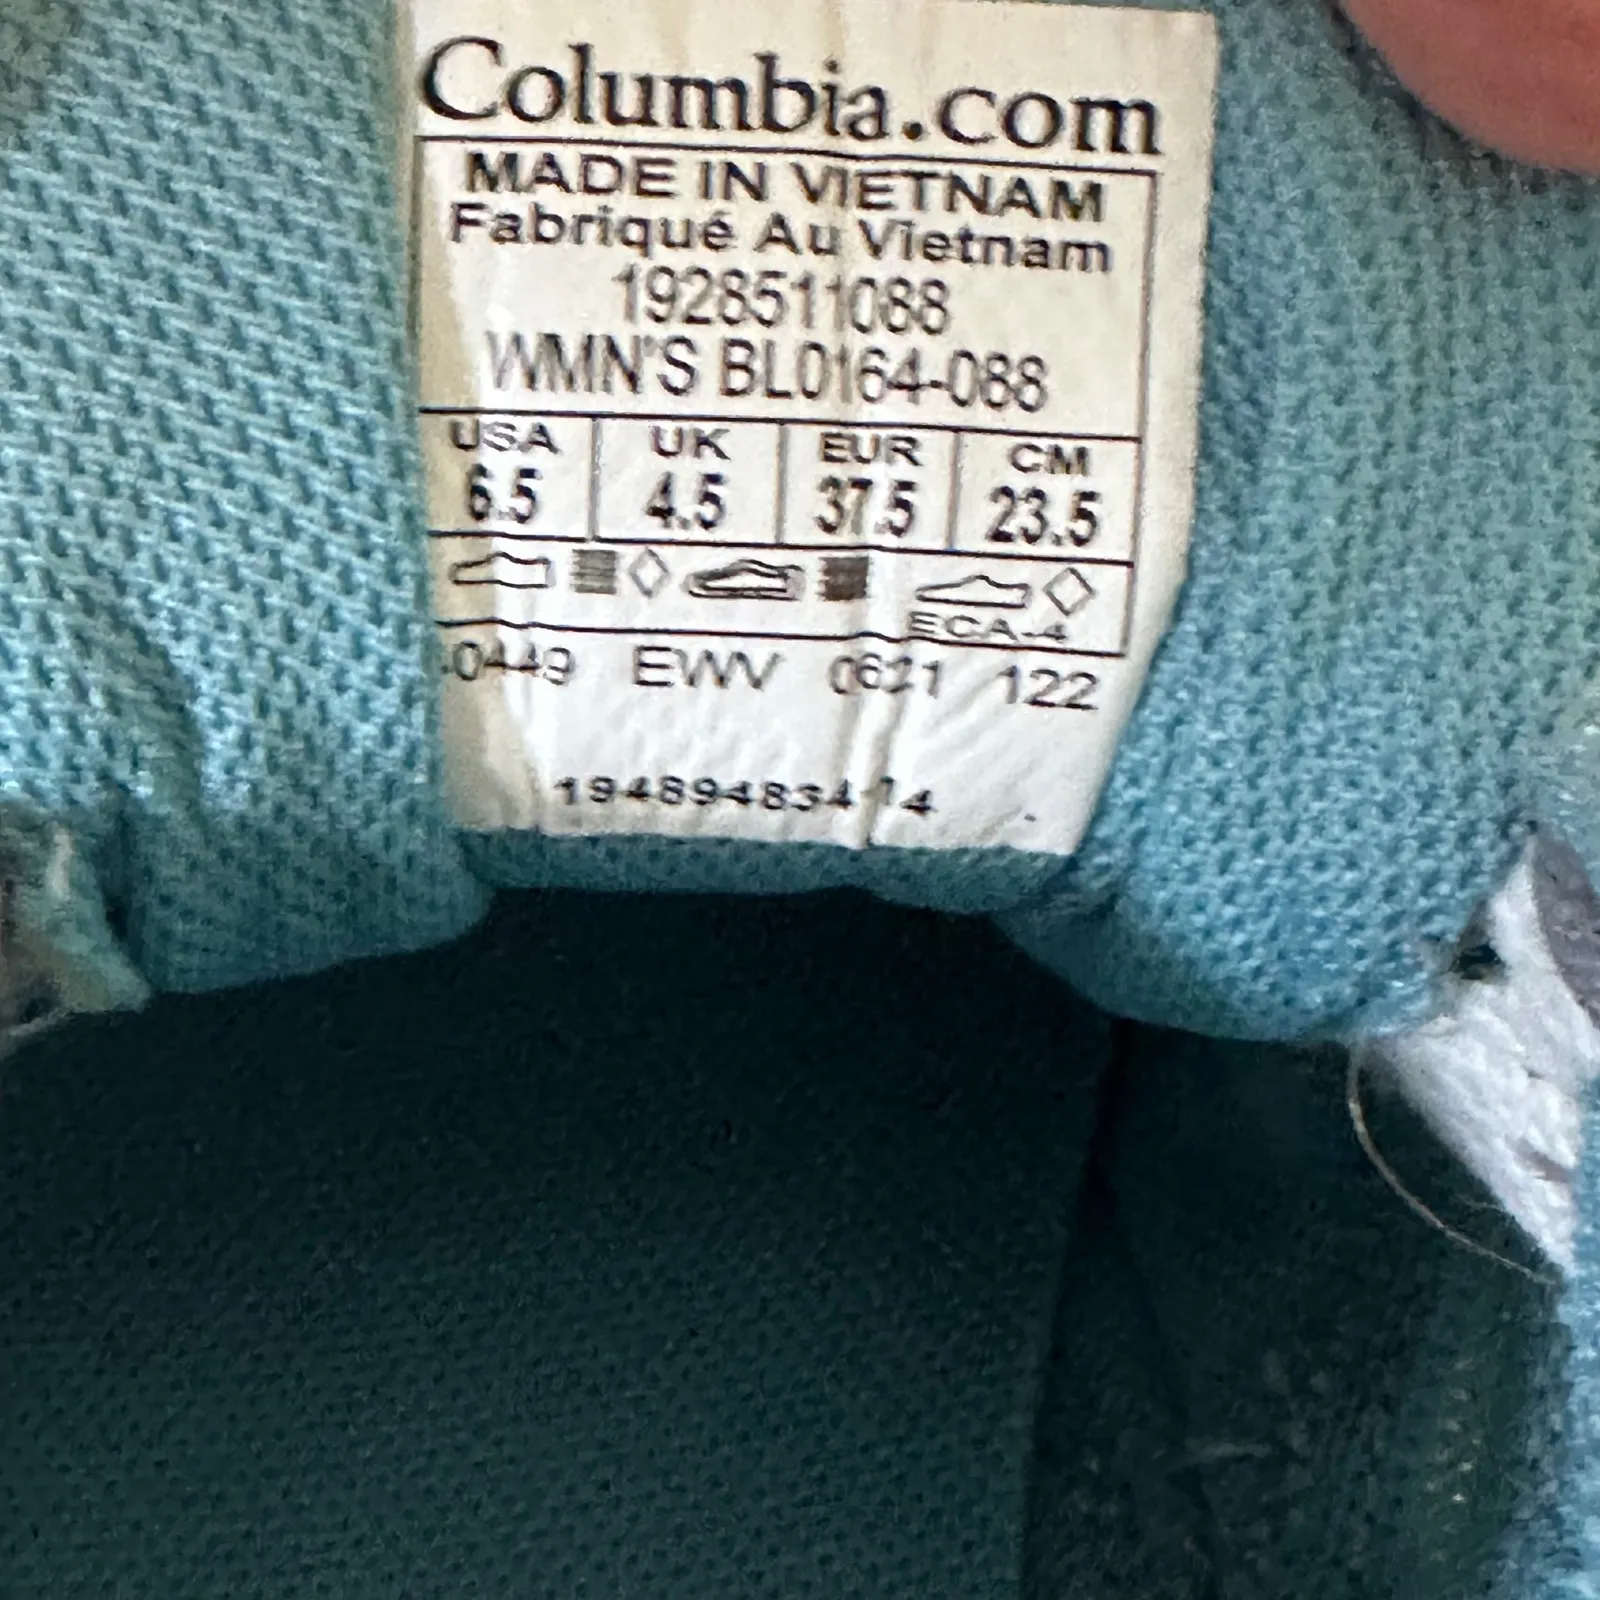 Columbia.com
MADE IN VIETNAM
Fabriqué Au Vietnam
1928511088
WMN'S BL0164-088
USA UK EUR CM
6.5 4.5 37.5 23.5
ECA-4
EWV 0621 122